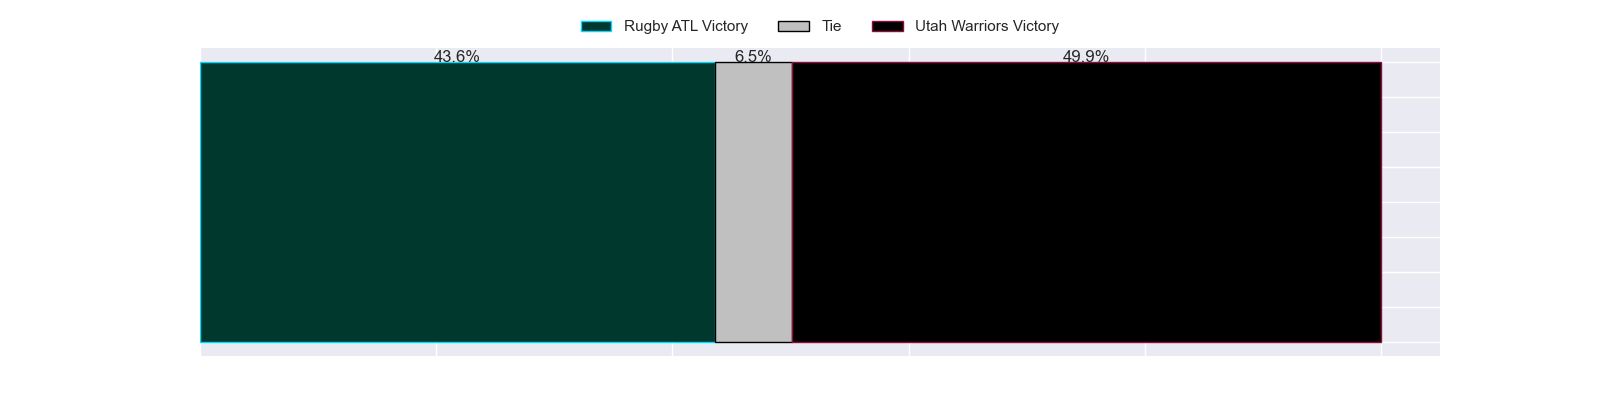 Rugby ATL Victory Tie Utah Warriors Victory
43.6% 6.5% 49.9%